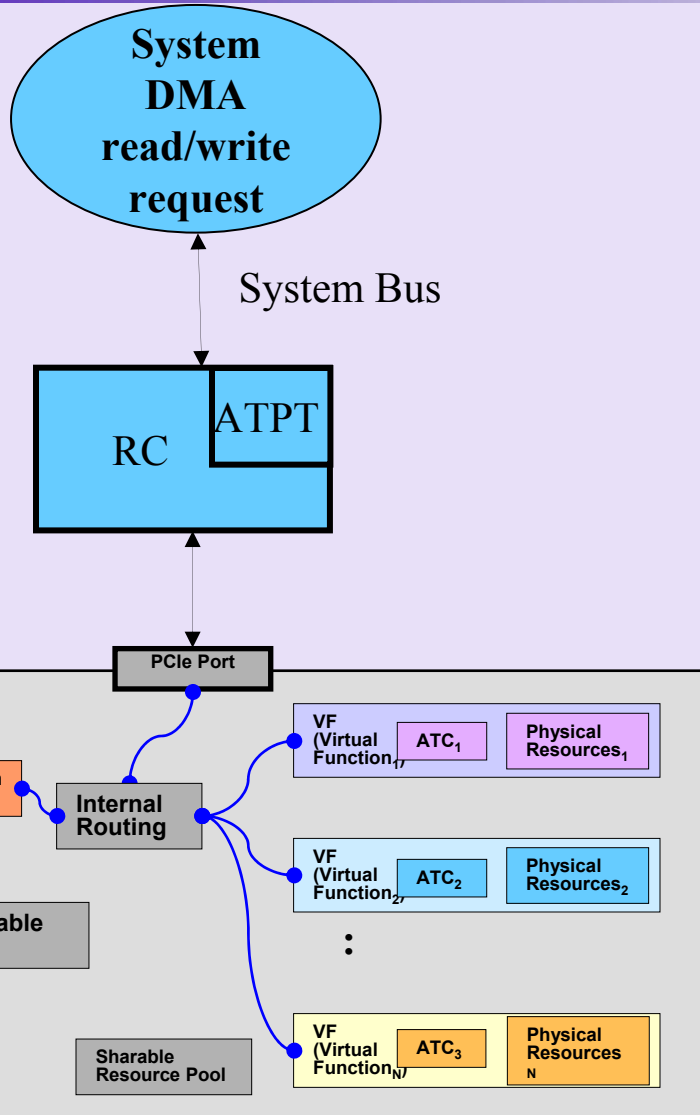 System
DMA
read/write
request
System Bus
ATPT
RC
PCIe Port
VF
(Virtual
Function₁)
ATC₁
Physical
Resources₁
Internal
Routing
VF
(Virtual
Function₂)
ATC₂
Physical
Resources₂
:
VF
(Virtual
Function_N)
ATC₃
Physical
Resources
N
Sharable
Resource Pool